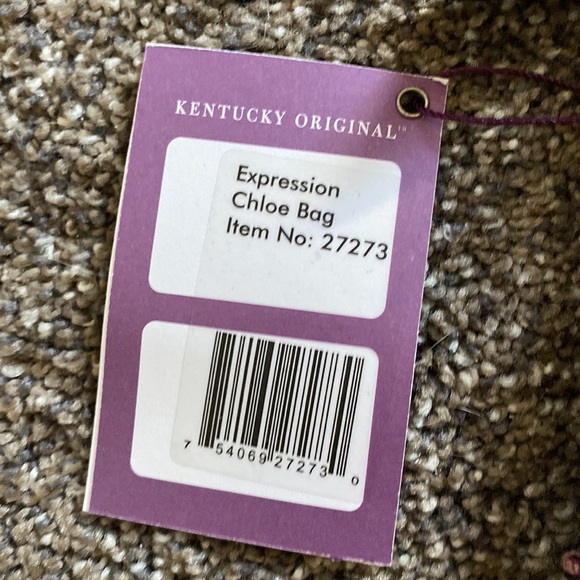 KENTUCKY ORIGINAL™
Expression
Chloe Bag
Item No: 27273
7 54069 27273 0